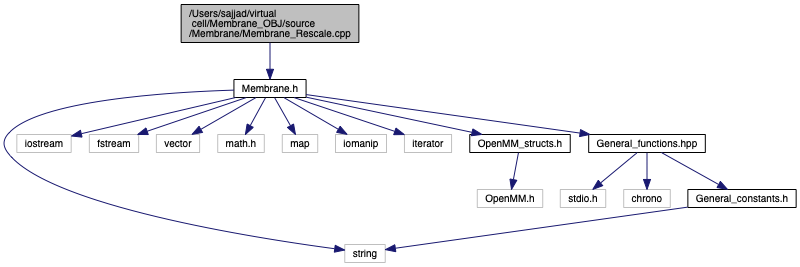 /Users/sajjad/virtual
cell/Membrane_OBJ/source
/Membrane/Membrane_Rescale.cpp
Membrane.h
iostream
fstream
vector
math.h
map
iomanip
iterator
OpenMM_structs.h
General_functions.hpp
OpenMM.h
stdio.h
chrono
General_constants.h
string